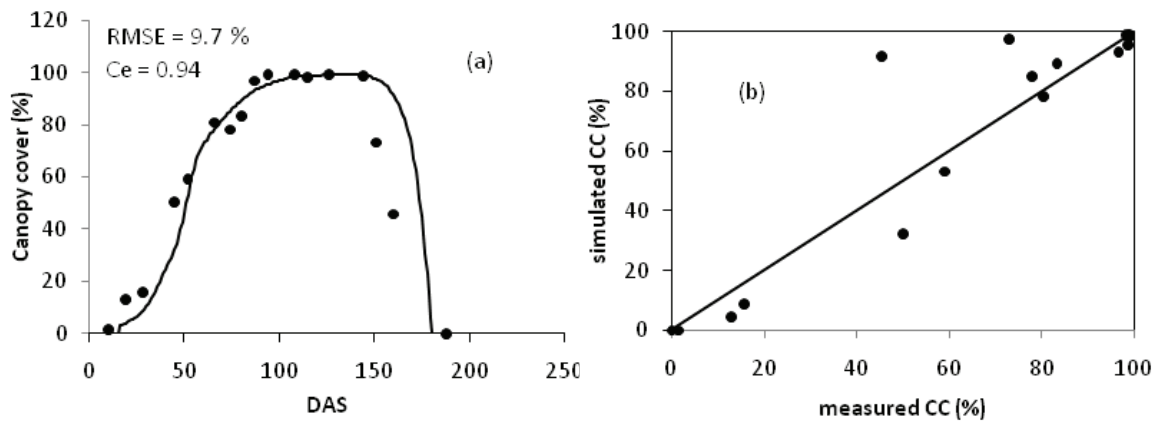 RMSE = 9.7 %
Ce = 0.94
(a)
Canopy cover (%)
120
100
80
60
40
20
0
0 50 100 150 200 250
DAS
(b)
simulated CC (%)
100
80
60
40
20
0
0 20 40 60 80 100
measured CC (%)